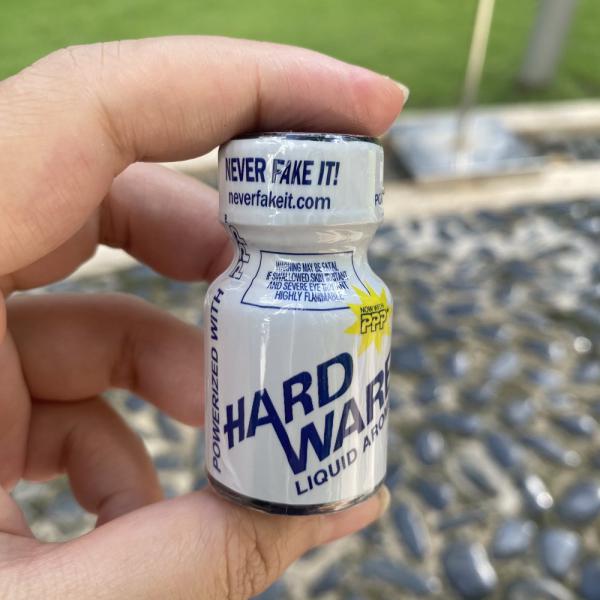 NEVER FAKE IT!
neverfakeit.com
WARNING MAY BE FATAL
IF SWALLOWED. SKIN IRRITANT
AND SEVERE EYE IRRITANT
HIGHLY FLAMMABLE
NOW WITH
PPP
POWERIZED WITH
HARD
WARE
LIQUID ARO